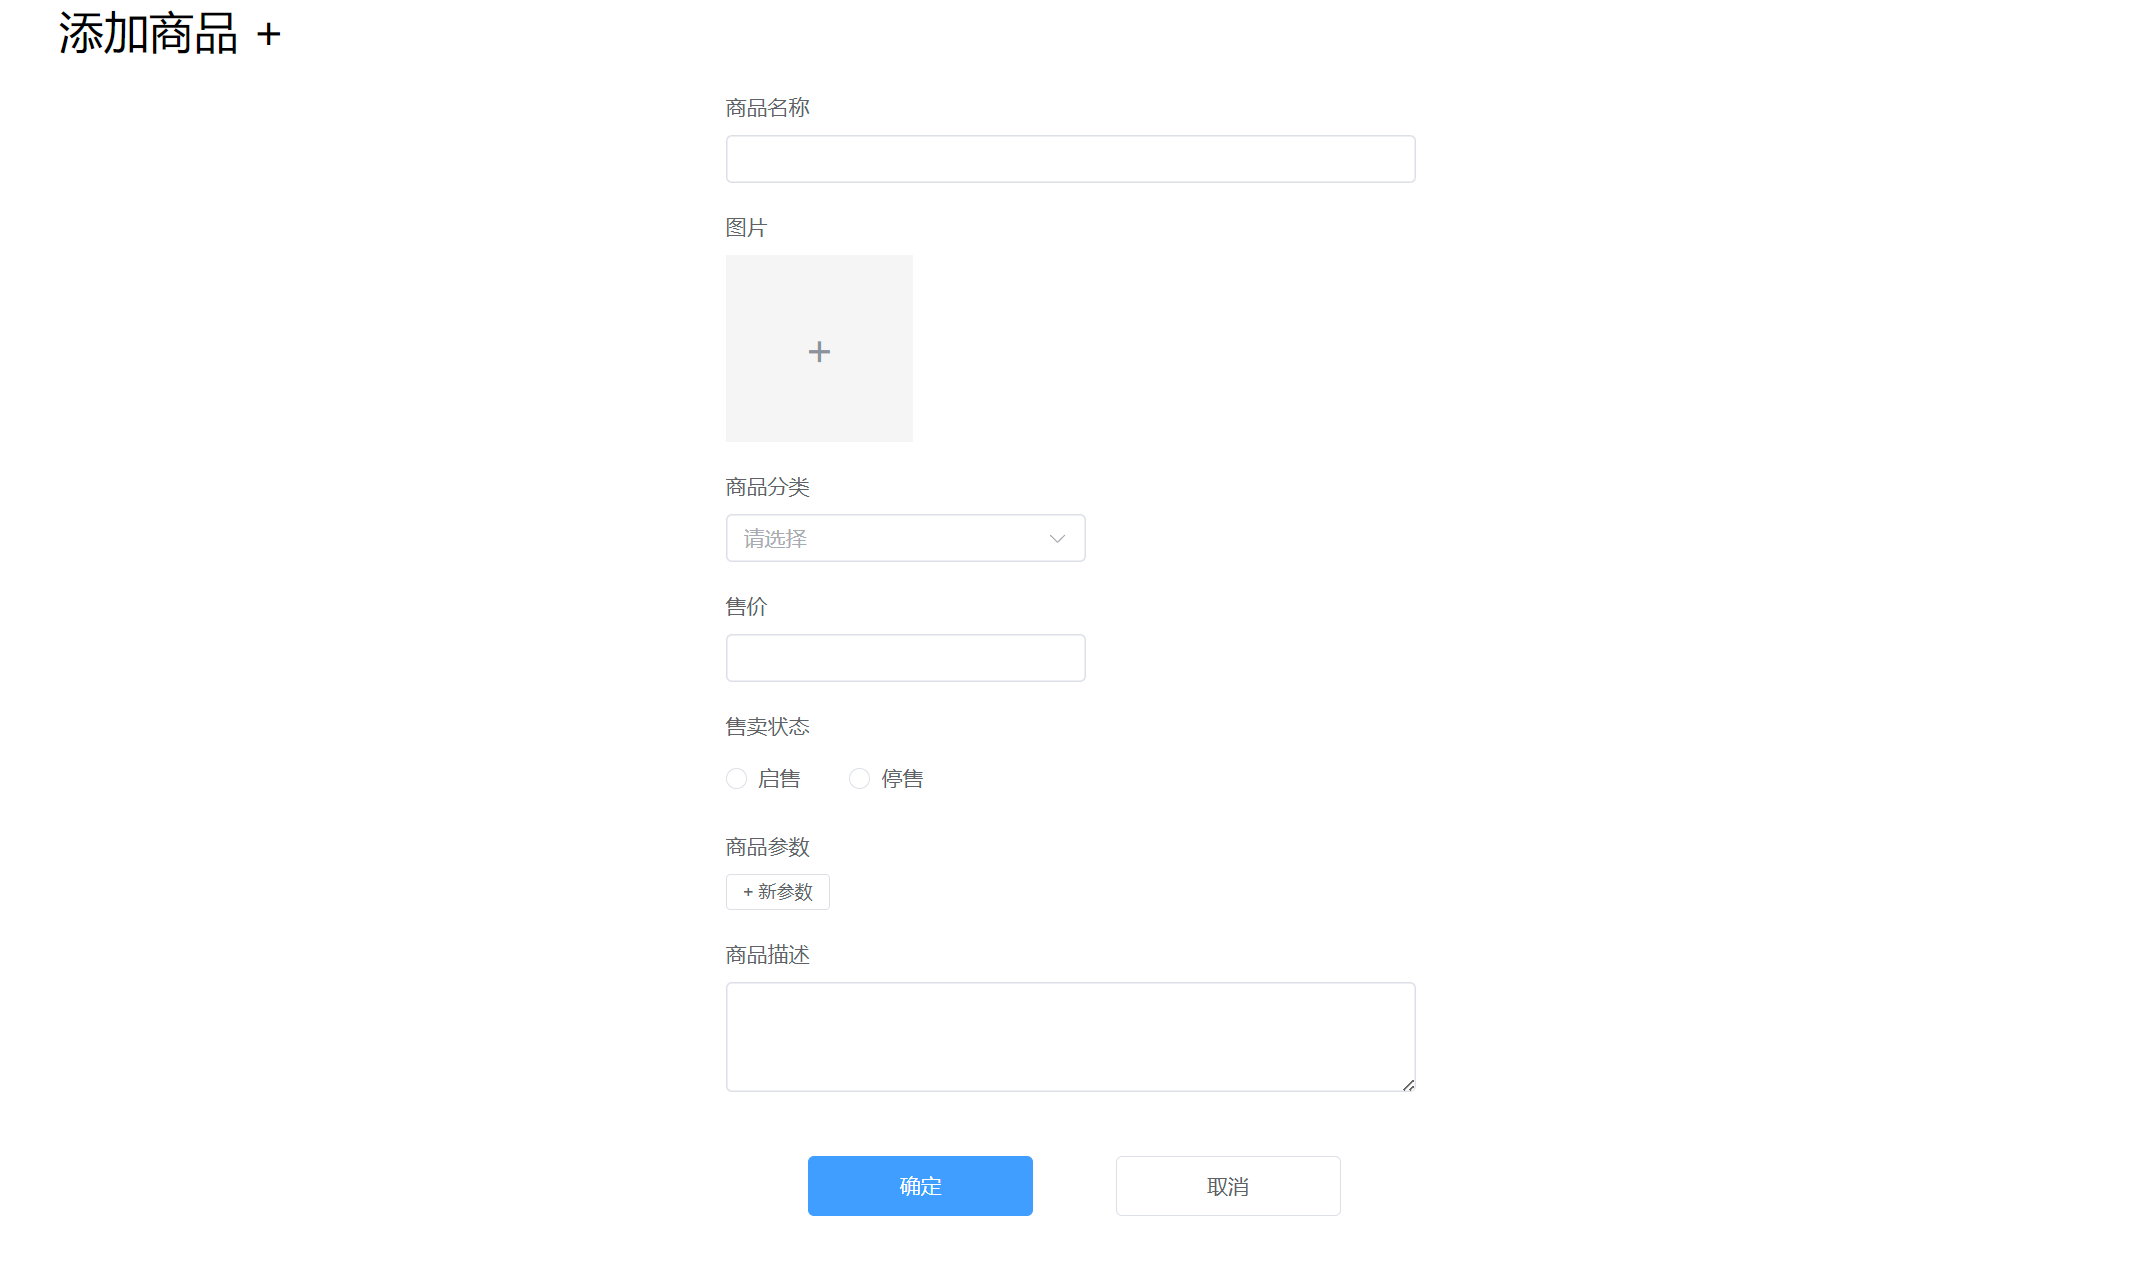 添加商品 +
商品名称
图片
+
商品分类
请选择
售价
售卖状态
启售 停售
商品参数
+ 新参数
商品描述
确定 取消